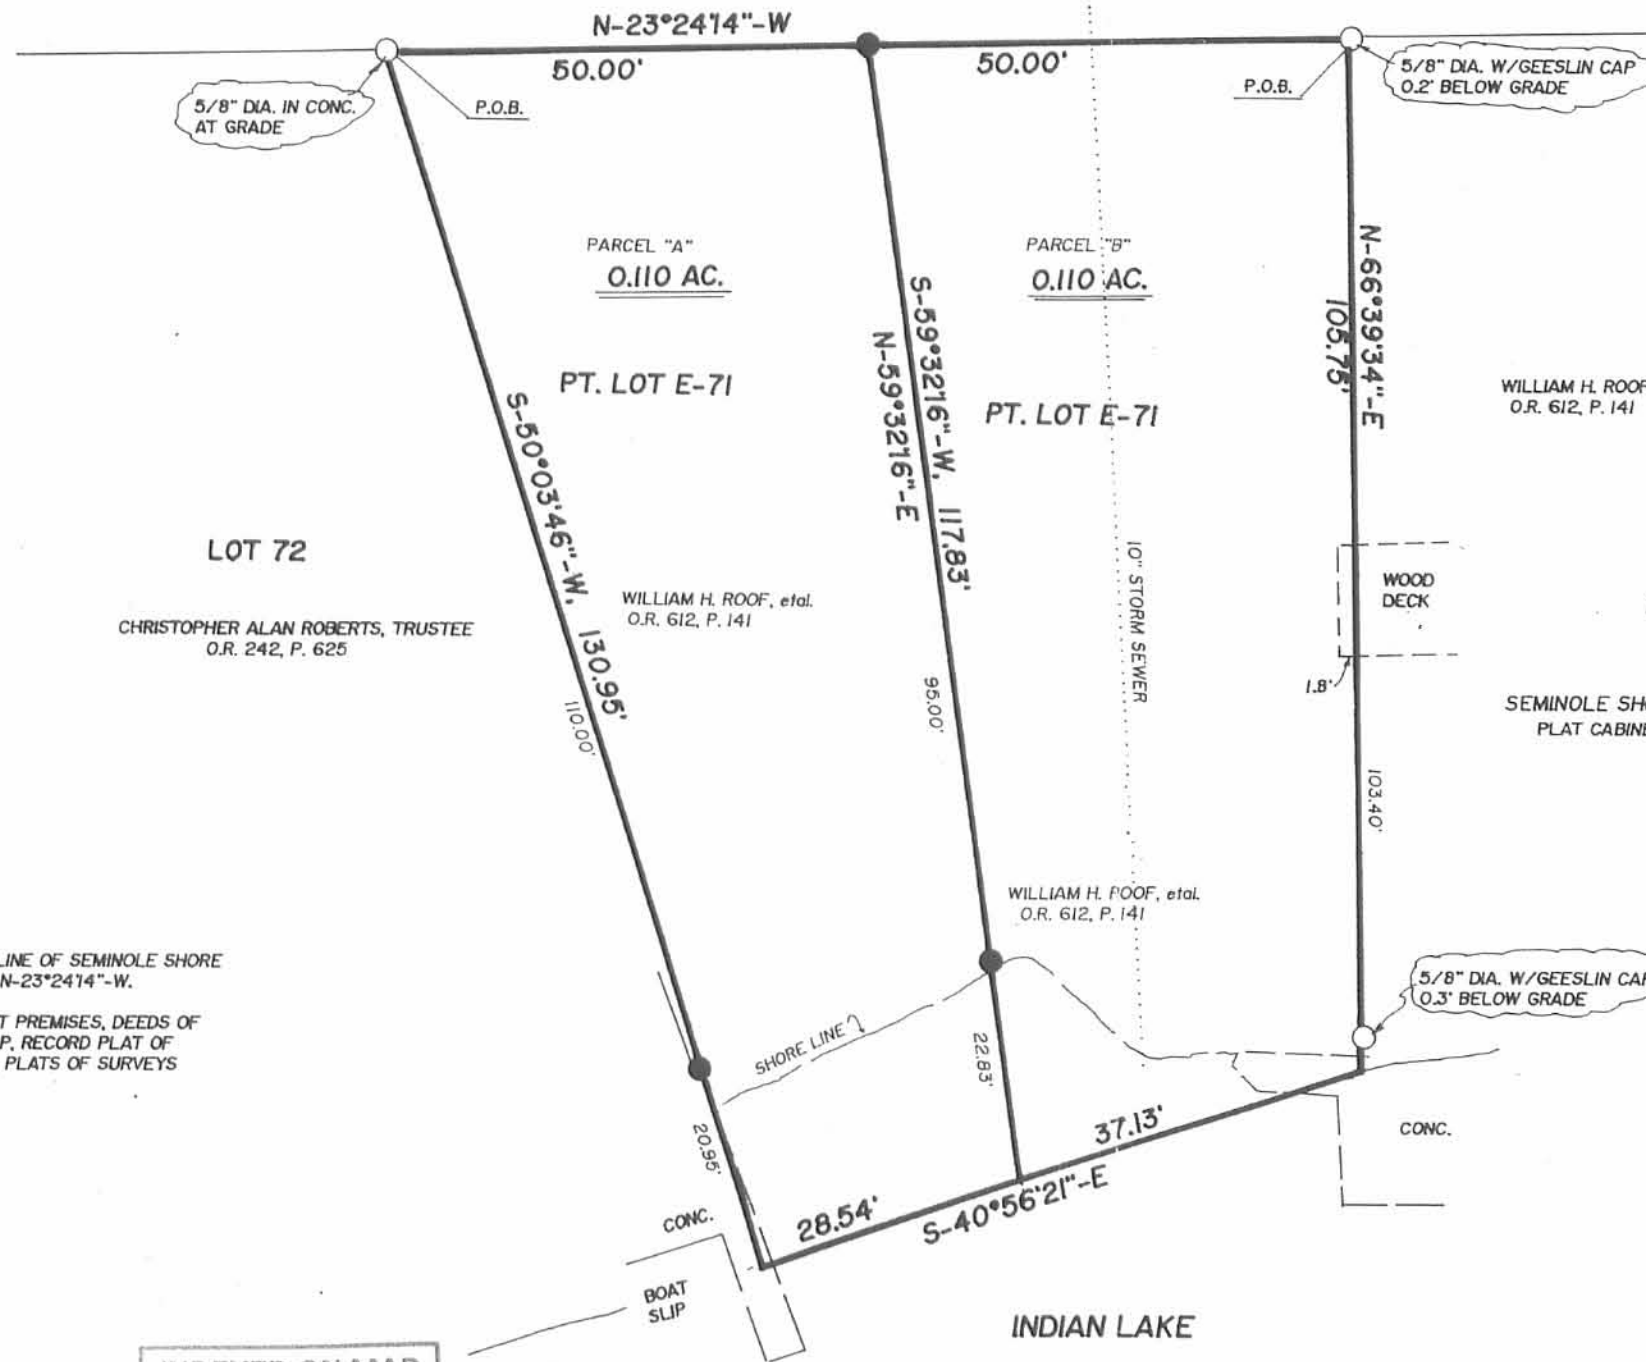 N-23°24'14"-W
50.00'
50.00'
5/8" DIA. IN CONC.
AT GRADE
P.O.B.
P.O.B.
5/8" DIA. W/GEESLIN CAP
0.2' BELOW GRADE
PARCEL "A"
0.110 AC.
PARCEL "B"
0.110 AC.
PT. LOT E-71
PT. LOT E-71
S-50°03'46"-W, 130.95'
110.00'
S-59°32'16"-W, 117.83'
N-59°32'16"-E
95.00'
N-66°39'34"-E
105.75'
WILLIAM H. ROOF
O.R. 612, P. 141
LOT 72
CHRISTOPHER ALAN ROBERTS, TRUSTEE
O.R. 242, P. 625
WILLIAM H. ROOF, etal.
O.R. 612, P. 141
10" STORM SEWER
WOOD
DECK
1.8'
SEMINOLE SH
PLAT CABINE
103.40'
WILLIAM H. ROOF, etal.
O.R. 612, P. 141
LINE OF SEMINOLE SHORE
N-23°24'14"-W.
T PREMISES, DEEDS OF
P, RECORD PLAT OF
PLATS OF SURVEYS
5/8" DIA. W/GEESLIN CAP
0.3' BELOW GRADE
SHORE LINE
22.83'
20.95'
37.13'
28.54'
S-40°56'21"-E
CONC.
CONC.
BOAT
SLIP
INDIAN LAKE